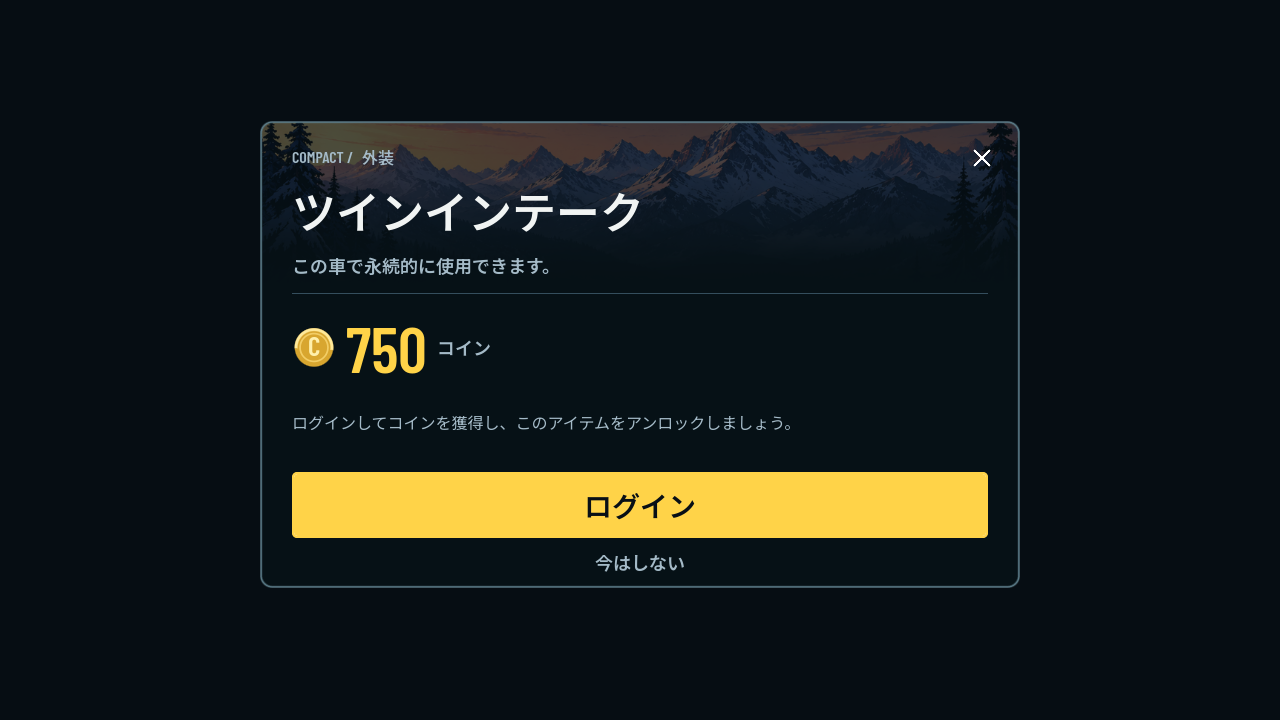 COMPACT / 外装
ツインインテーク
この車で永続的に使用できます。
C 750 コイン
ログインしてコインを獲得し、このアイテムをアンロックしましょう。
ログイン
今はしない